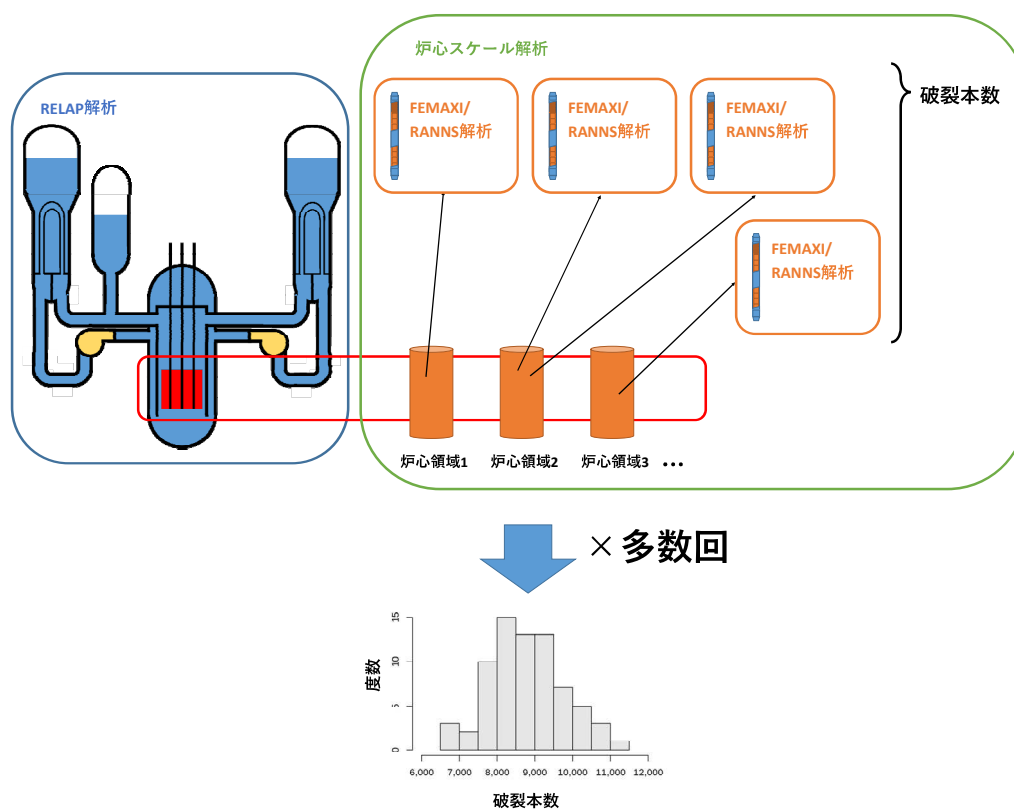 炉心スケール解析
RELAP解析
FEMAXI/
RANNS解析
FEMAXI/
RANNS解析
FEMAXI/
RANNS解析
破裂本数
FEMAXI/
RANNS解析
炉心領域1
炉心領域2
炉心領域3
...
×多数回
15
10
5
0
度数
6,000
7,000
8,000
9,000
10,000
11,000
12,000
破裂本数